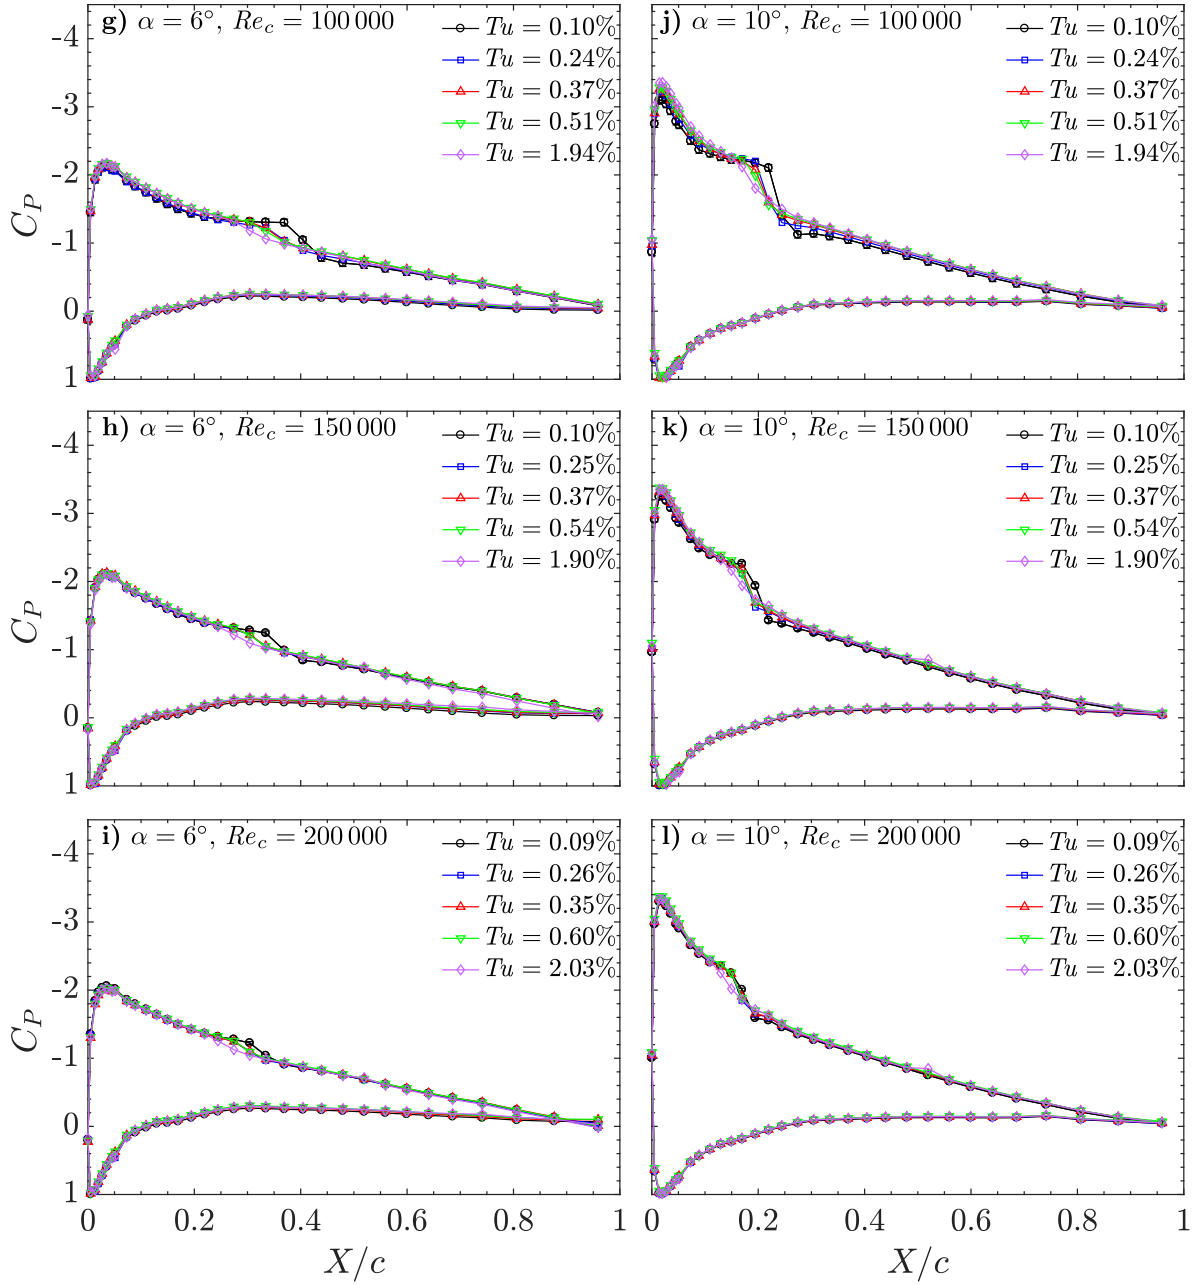 g) α = 6°, Re_c = 100 000
Tu = 0.10%
Tu = 0.24%
Tu = 0.37%
Tu = 0.51%
Tu = 1.94%
-4
-3
-2
-1
0
1
C_P
j) α = 10°, Re_c = 100 000
Tu = 0.10%
Tu = 0.24%
Tu = 0.37%
Tu = 0.51%
Tu = 1.94%
h) α = 6°, Re_c = 150 000
Tu = 0.10%
Tu = 0.25%
Tu = 0.37%
Tu = 0.54%
Tu = 1.90%
-4
-3
-2
-1
0
1
C_P
k) α = 10°, Re_c = 150 000
Tu = 0.10%
Tu = 0.25%
Tu = 0.37%
Tu = 0.54%
Tu = 1.90%
i) α = 6°, Re_c = 200 000
Tu = 0.09%
Tu = 0.26%
Tu = 0.35%
Tu = 0.60%
Tu = 2.03%
-4
-3
-2
-1
0
1
C_P
0 0.2 0.4 0.6 0.8 1
X/c
l) α = 10°, Re_c = 200 000
Tu = 0.09%
Tu = 0.26%
Tu = 0.35%
Tu = 0.60%
Tu = 2.03%
0 0.2 0.4 0.6 0.8 1
X/c